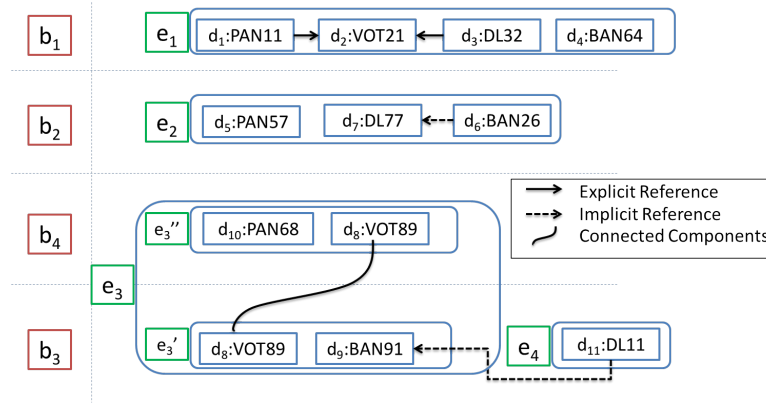 b₁ e₁ d₁:PAN11 d₂:VOT21 d₃:DL32 d₄:BAN64
b₂ e₂ d₅:PAN57 d₇:DL77 d₆:BAN26
Explicit Reference
Implicit Reference
Connected Components
b₄ e₃'' d₁₀:PAN68 d₈:VOT89
e₃
b₃ e₃' d₈:VOT89 d₉:BAN91 e₄ d₁₁:DL11